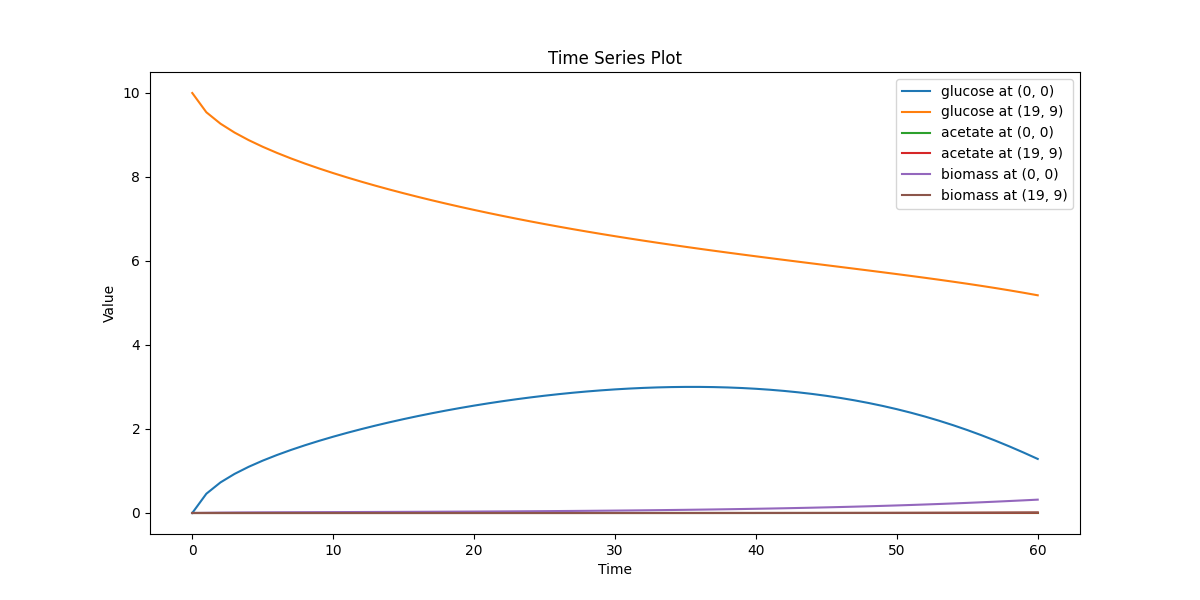 Time Series Plot
Value
10
8
6
4
2
0
glucose at (0, 0)
glucose at (19, 9)
acetate at (0, 0)
acetate at (19, 9)
biomass at (0, 0)
biomass at (19, 9)
0 10 20 30 40 50 60
Time